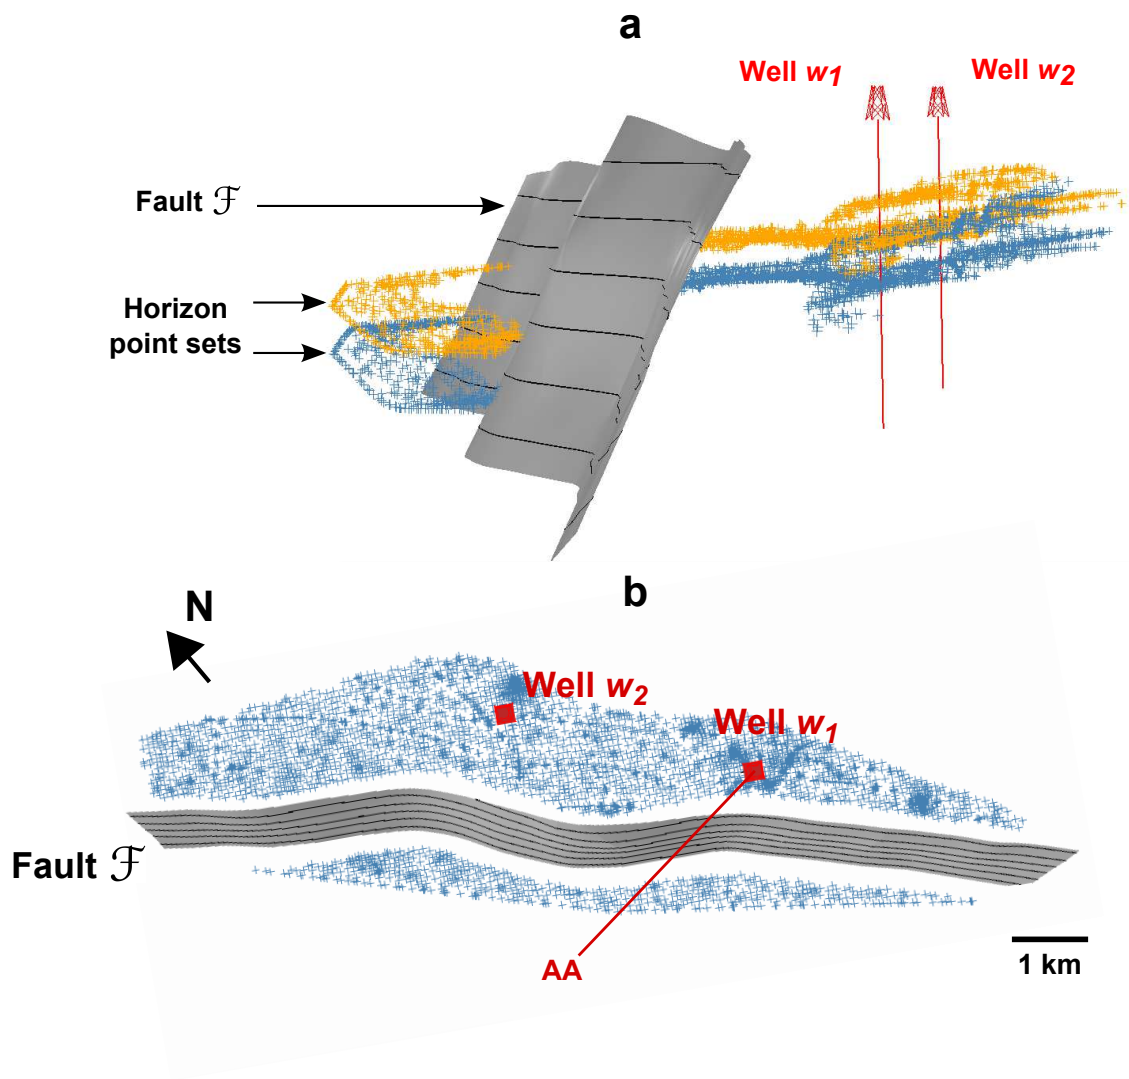 a
Well w1
Well w2
Fault ℱ
Horizon
point sets
b
N
Well w2
Well w1
Fault ℱ
AA
1 km